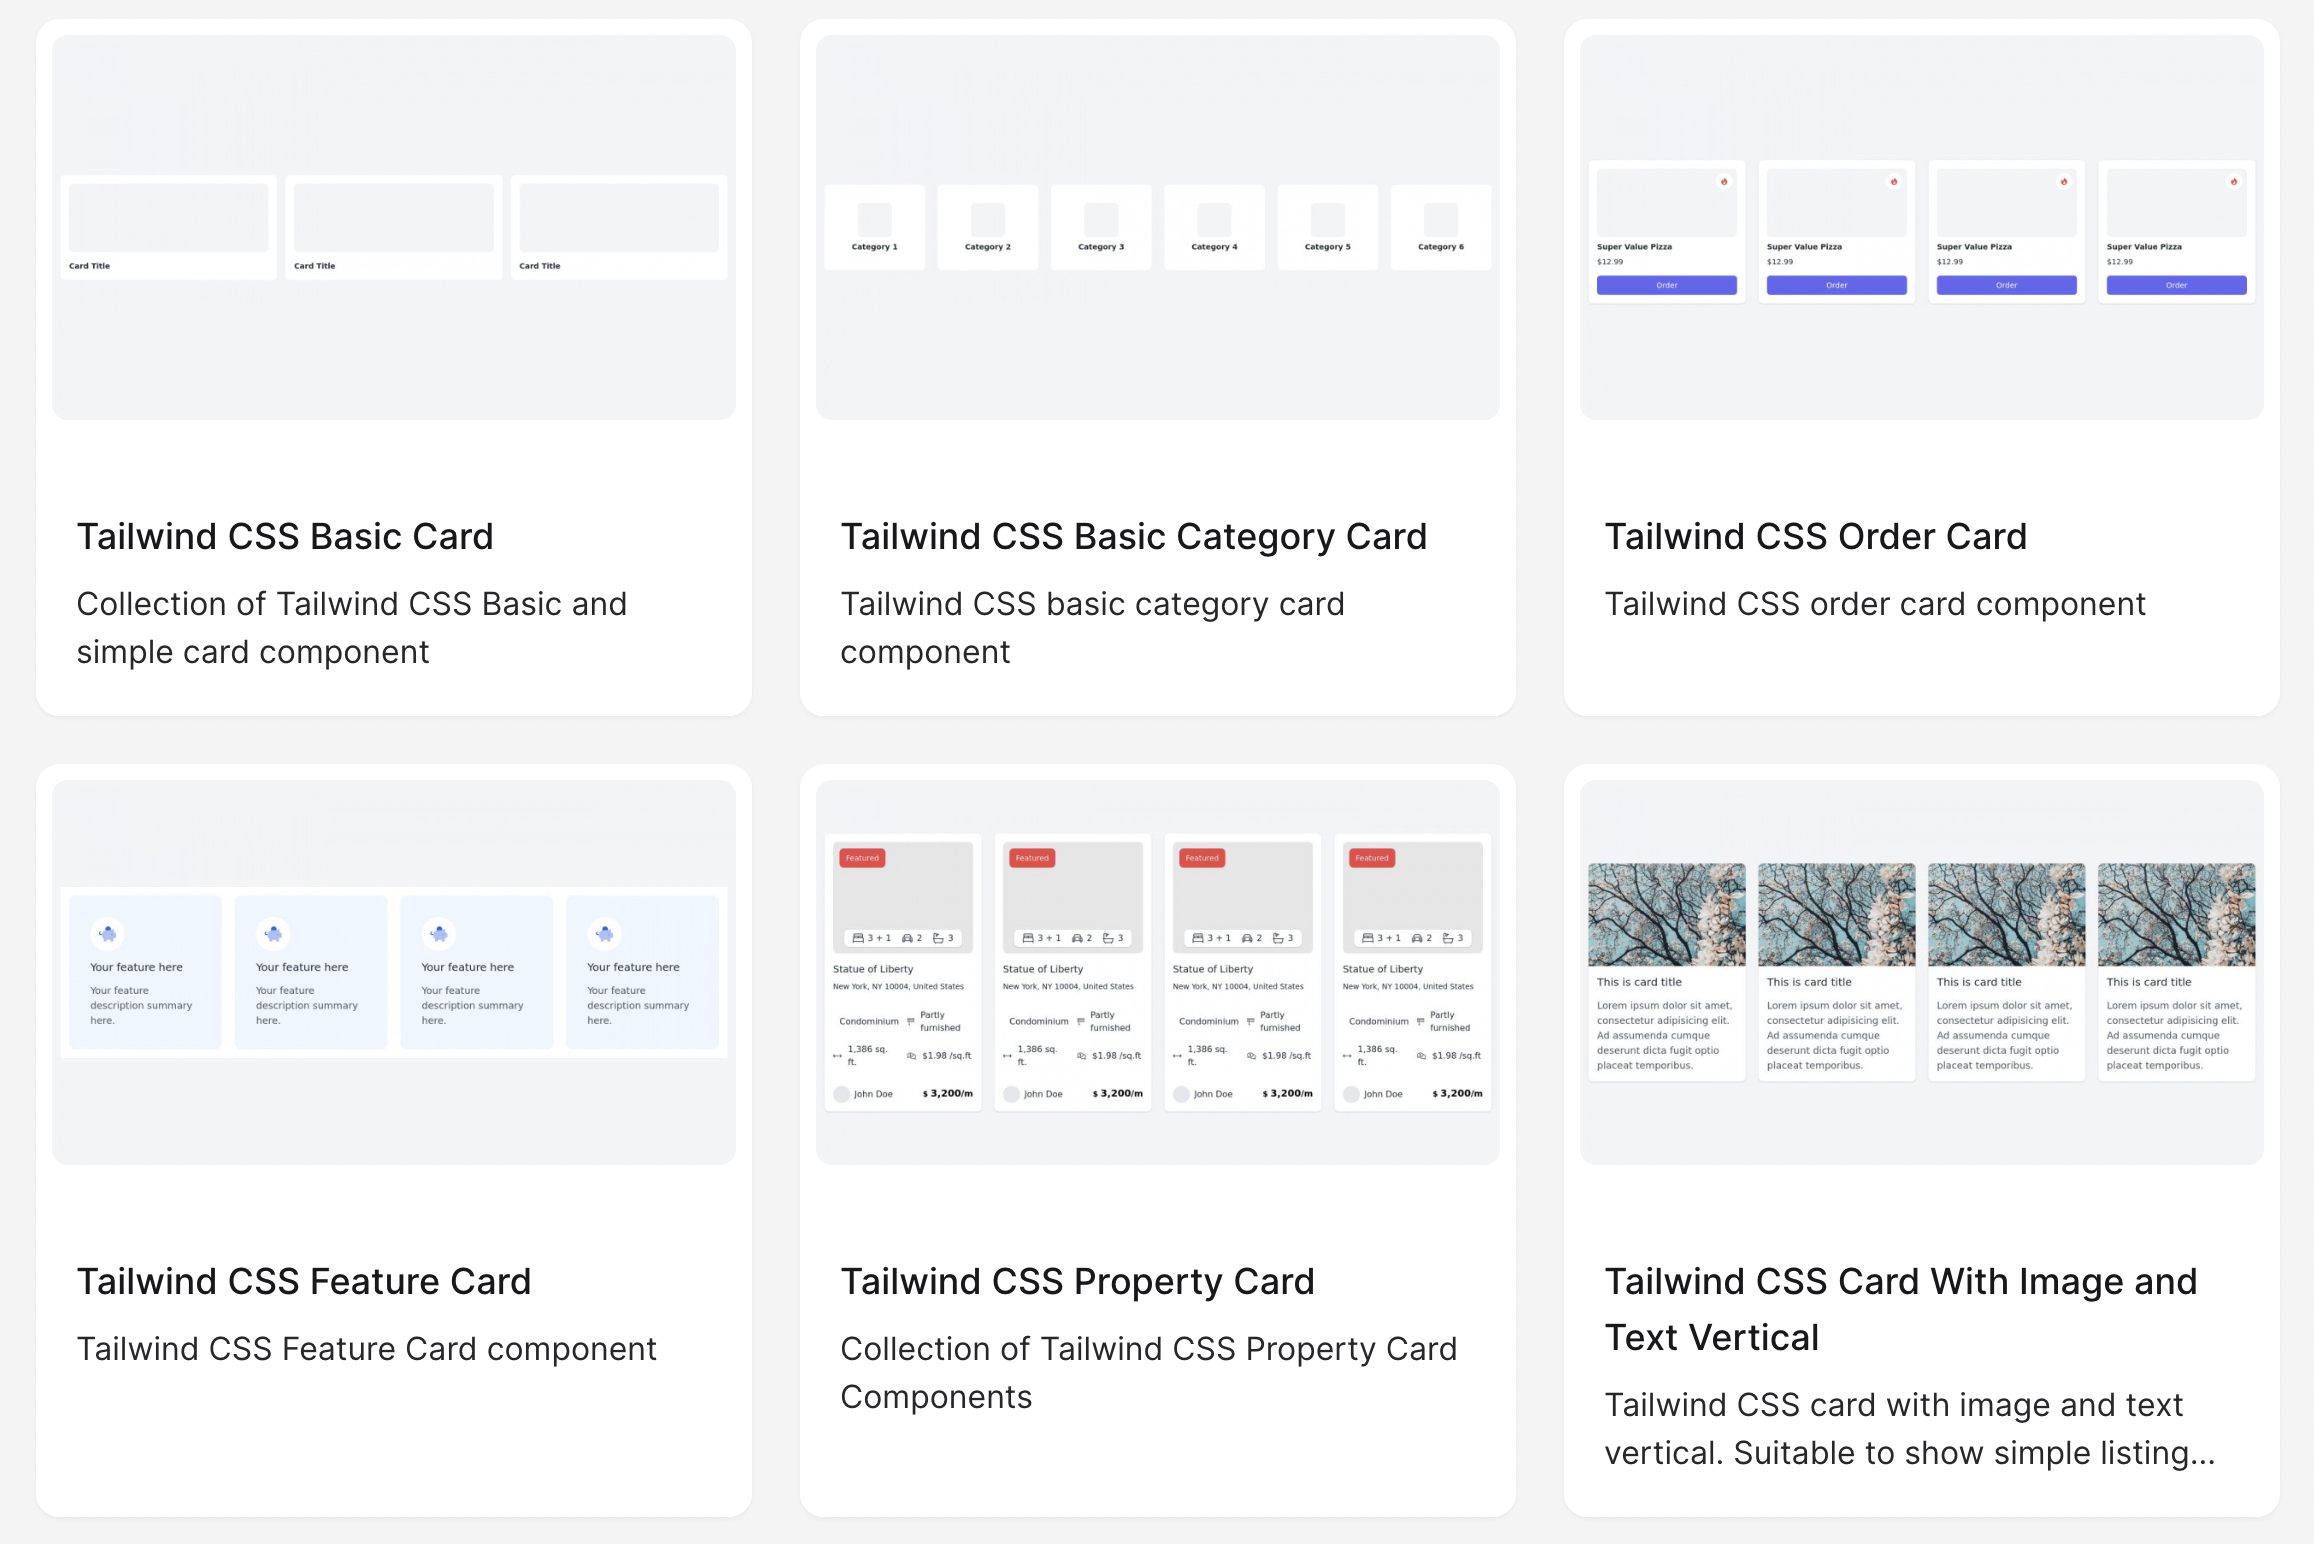 Card Title
Card Title
Card Title
Tailwind CSS Basic Card
Collection of Tailwind CSS Basic and
simple card component
Category 1
Category 2
Category 3
Category 4
Category 5
Category 6
Tailwind CSS Basic Category Card
Tailwind CSS basic category card
component
Super Value Pizza
$12.99
Order
Super Value Pizza
$12.99
Order
Super Value Pizza
$12.99
Order
Super Value Pizza
$12.99
Order
Tailwind CSS Order Card
Tailwind CSS order card component
Your feature here
Your feature
description summary
here.
Your feature here
Your feature
description summary
here.
Your feature here
Your feature
description summary
here.
Your feature here
Your feature
description summary
here.
Tailwind CSS Feature Card
Tailwind CSS Feature Card component
Featured
3 + 1 2 3
Statue of Liberty
New York, NY 10004, United States
Condominium
Partly
furnished
1,386 sq.
ft.
$1.98 /sq.ft
John Doe
$ 3,200/m
Featured
3 + 1 2 3
Statue of Liberty
New York, NY 10004, United States
Condominium
Partly
furnished
1,386 sq.
ft.
$1.98 /sq.ft
John Doe
$ 3,200/m
Featured
3 + 1 2 3
Statue of Liberty
New York, NY 10004, United States
Condominium
Partly
furnished
1,386 sq.
ft.
$1.98 /sq.ft
John Doe
$ 3,200/m
Featured
3 + 1 2 3
Statue of Liberty
New York, NY 10004, United States
Condominium
Partly
furnished
1,386 sq.
ft.
$1.98 /sq.ft
John Doe
$ 3,200/m
Tailwind CSS Property Card
Collection of Tailwind CSS Property Card
Components
This is card title
Lorem ipsum dolor sit amet,
consectetur adipisicing elit.
Ad assumenda cumque
deserunt dicta fugit optio
placeat temporibus.
This is card title
Lorem ipsum dolor sit amet,
consectetur adipisicing elit.
Ad assumenda cumque
deserunt dicta fugit optio
placeat temporibus.
This is card title
Lorem ipsum dolor sit amet,
consectetur adipisicing elit.
Ad assumenda cumque
deserunt dicta fugit optio
placeat temporibus.
This is card title
Lorem ipsum dolor sit amet,
consectetur adipisicing elit.
Ad assumenda cumque
deserunt dicta fugit optio
placeat temporibus.
Tailwind CSS Card With Image and
Text Vertical
Tailwind CSS card with image and text
vertical. Suitable to show simple listing...